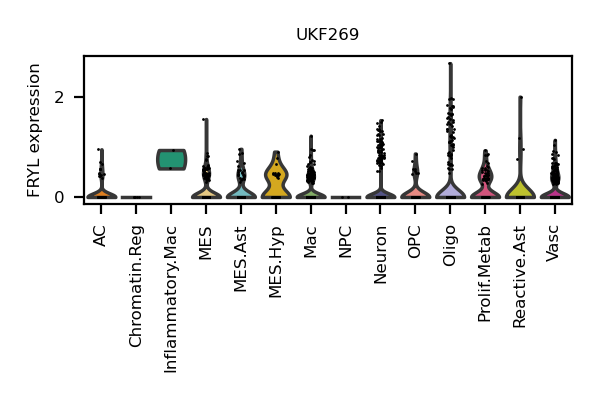 UKF269
FRYL expression
2
0
AC
Chromatin.Reg
Inflammatory.Mac
MES
MES.Ast
MES.Hyp
Mac
NPC
Neuron
OPC
Oligo
Prolif.Metab
Reactive.Ast
Vasc